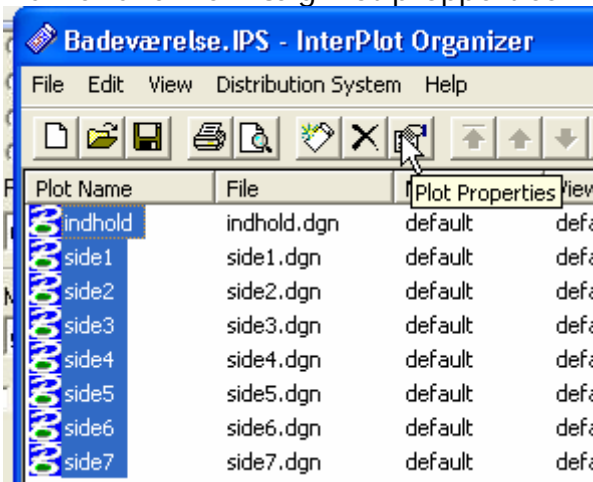 Badeværelse.IPS - InterPlot Organizer
File Edit View Distribution System Help
Plot Name File Plot Properties
indhold indhold.dgn default
side1 side1.dgn default
side2 side2.dgn default
side3 side3.dgn default
side4 side4.dgn default
side5 side5.dgn default
side6 side6.dgn default
side7 side7.dgn default